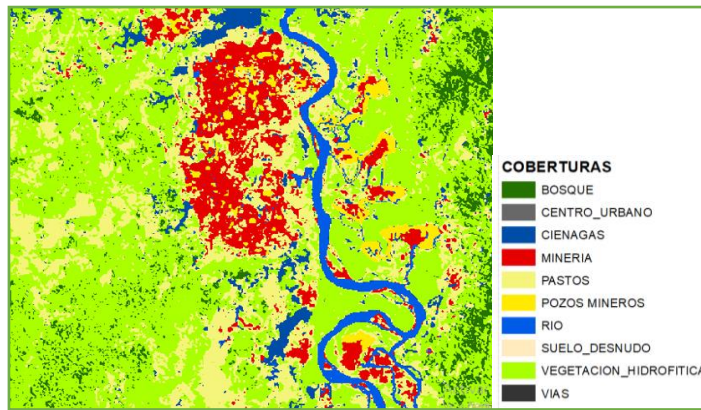 COBERTURAS
BOSQUE
CENTRO_URBANO
CIENAGAS
MINERIA
PASTOS
POZOS MINEROS
RIO
SUELO_DESNUDO
VEGETACION_HIDROFITICA
VIAS